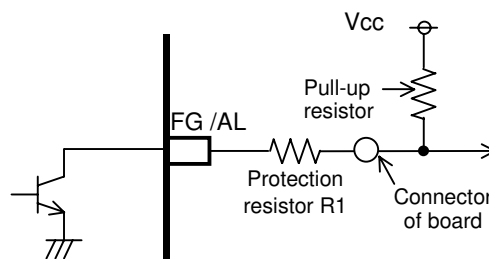 Vcc
Pull-up
resistor
FG /AL
Protection
resistor R1
Connector
of board